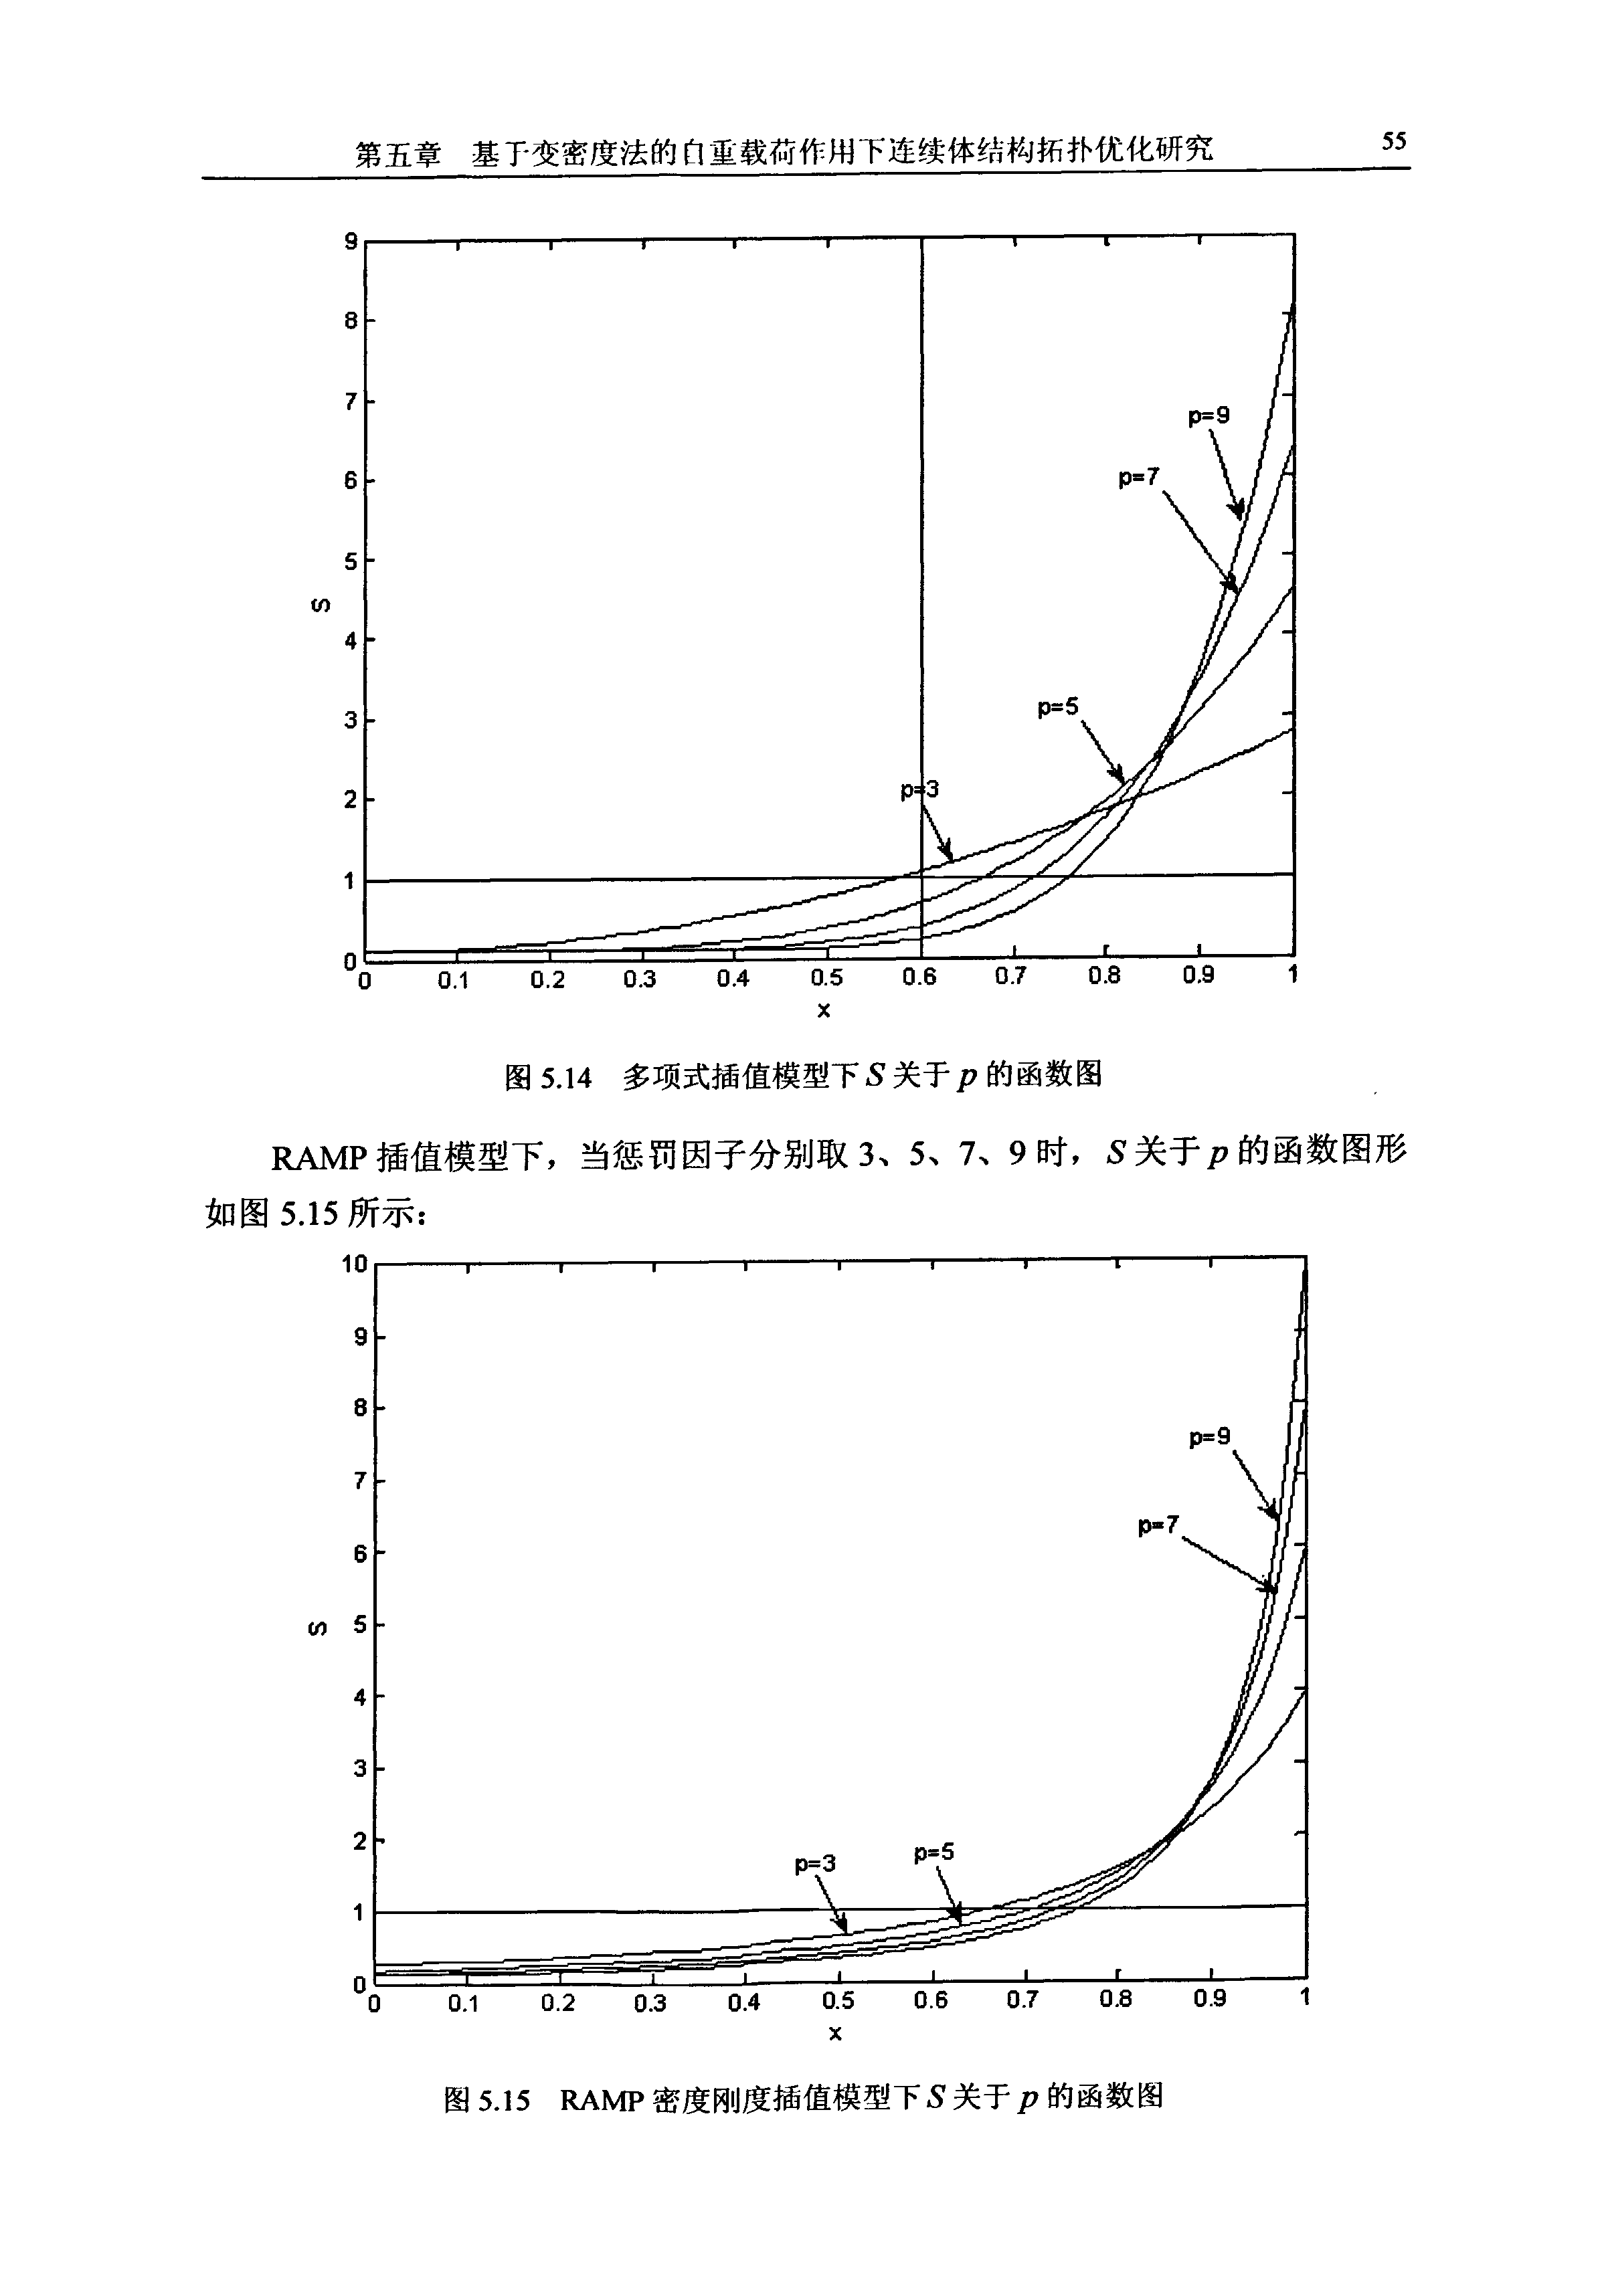 第五章 基于变密度法的自重载荷作用下连续体结构拓扑优化研究 55
9
8
7
6
5
4
3
2
1
0
S
p=9
p=7
p=5
p=3
0 0.1 0.2 0.3 0.4 0.5 0.6 0.7 0.8 0.9 1
x
图 5.14 多项式插值模型下 S 关于 p 的函数图
RAMP 插值模型下，当惩罚因子分别取 3、5、7、9 时，S 关于 p 的函数图形
如图 5.15 所示：
10
9
8
7
6
5
4
3
2
1
0
S
p=9
p=7
p=3
p=5
0 0.1 0.2 0.3 0.4 0.5 0.6 0.7 0.8 0.9 1
x
图 5.15 RAMP 密度刚度插值模型下 S 关于 p 的函数图